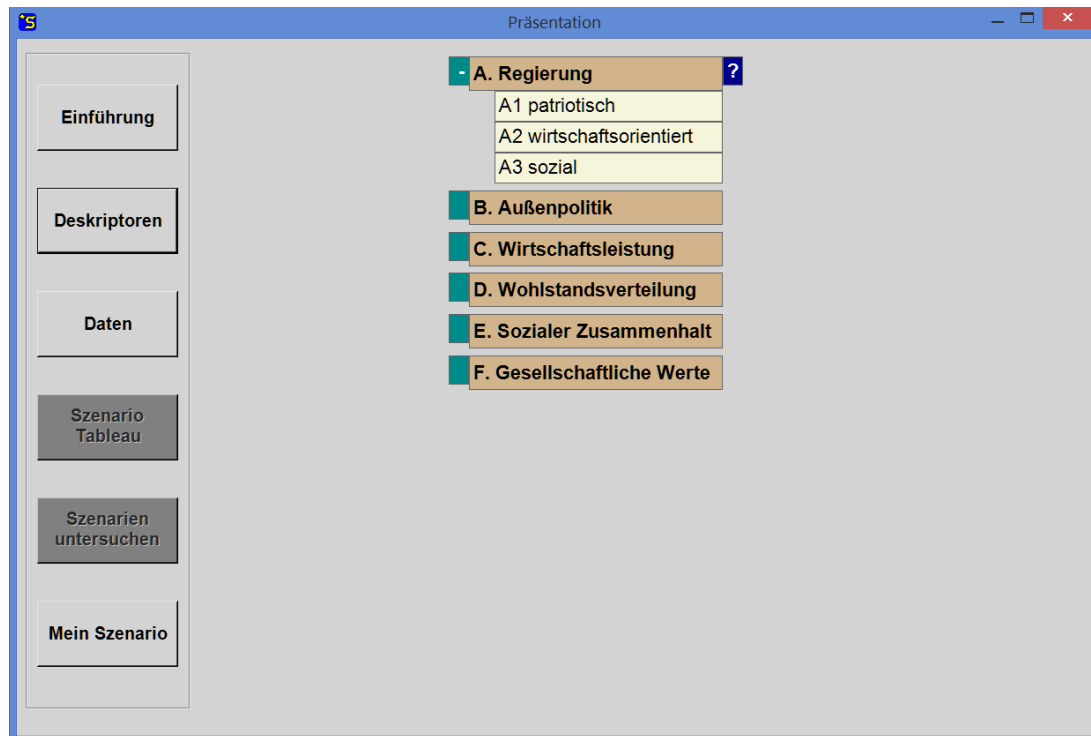 Präsentation
Einführung
Deskriptoren
Daten
Szenario
Tableau
Szenarien
untersuchen
Mein Szenario
- A. Regierung ?
A1 patriotisch
A2 wirtschaftsorientiert
A3 sozial
B. Außenpolitik
C. Wirtschaftsleistung
D. Wohlstandsverteilung
E. Sozialer Zusammenhalt
F. Gesellschaftliche Werte